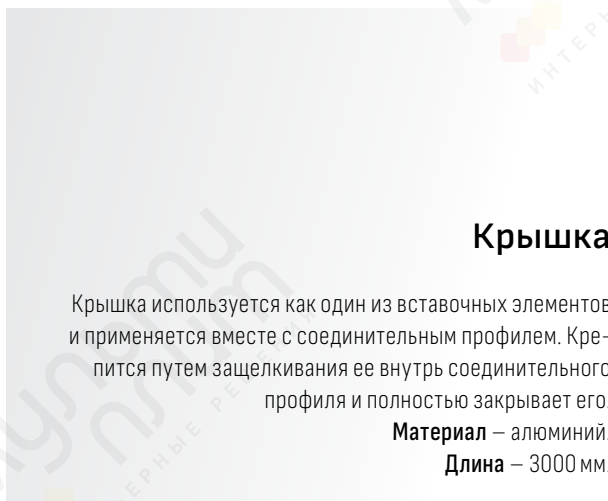 Крышка
Крышка используется как один из вставочных элементов
и применяется вместе с соединительным профилем. Кре-
пится путем защелкивания ее внутрь соединительного
профиля и полностью закрывает его.
Материал – алюминий.
Длина – 3000 мм.